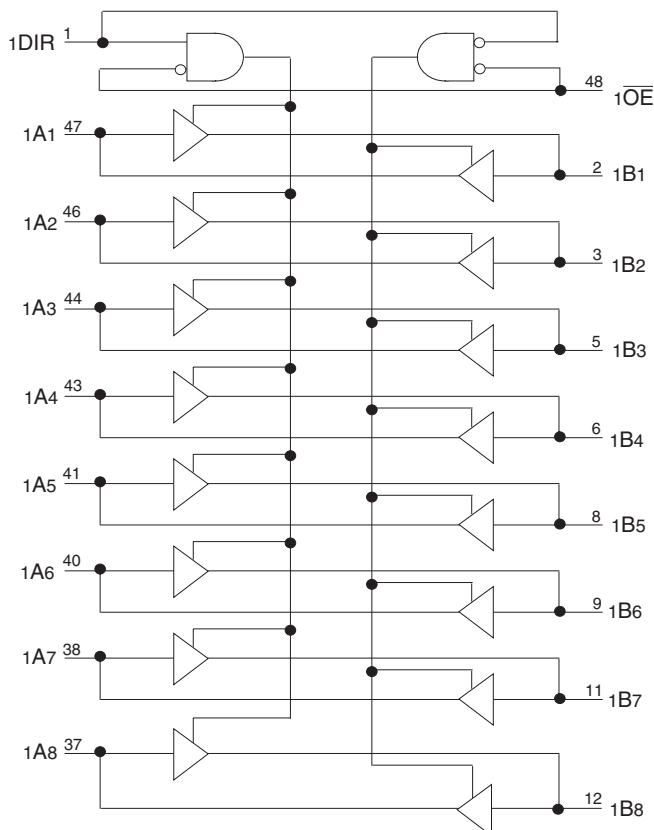 1DIR 1
48 1O̅E̅
1A1 47
2 1B1
1A2 46
3 1B2
1A3 44
5 1B3
1A4 43
6 1B4
1A5 41
8 1B5
1A6 40
9 1B6
1A7 38
11 1B7
1A8 37
12 1B8